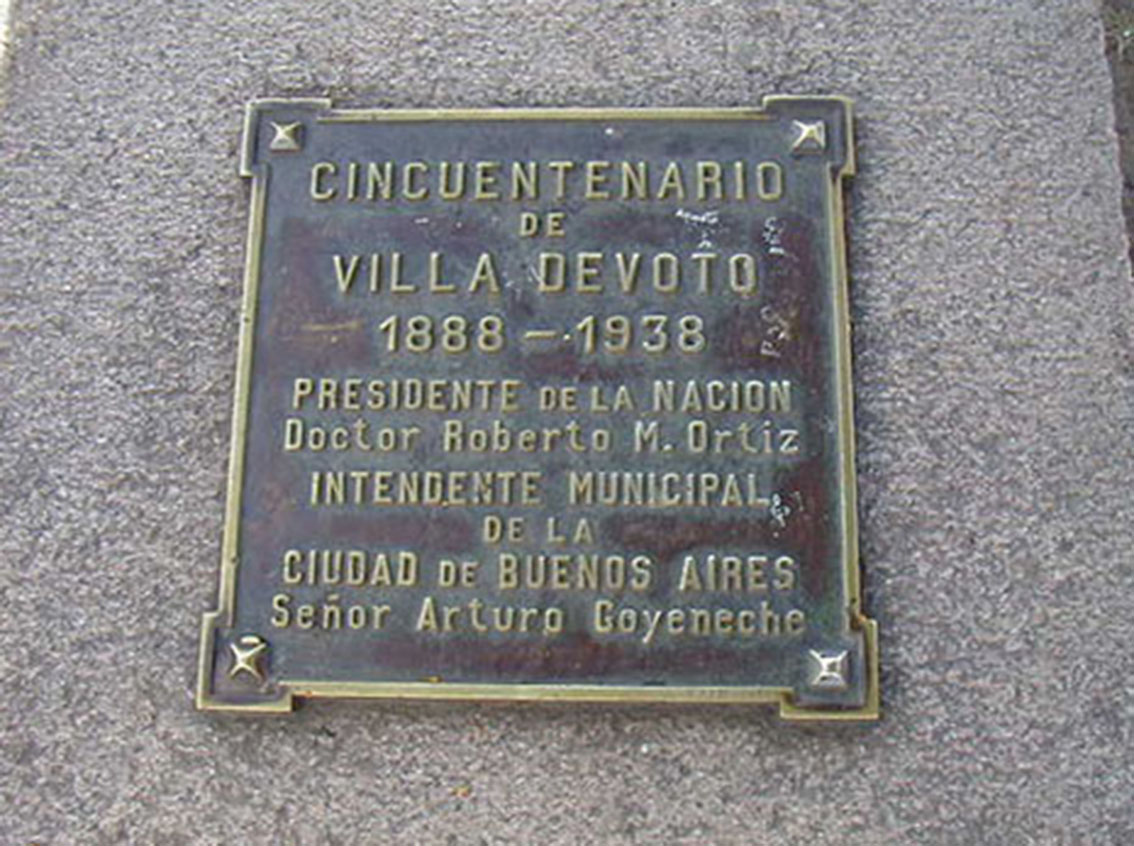 CINCUENTENARIO
DE
VILLA DEVOTO
1888 - 1938
PRESIDENTE DE LA NACION
Doctor Roberto M. Ortiz
INTENDENTE MUNICIPAL
DE LA
CIUDAD DE BUENOS AIRES
Señor Arturo Goyeneche